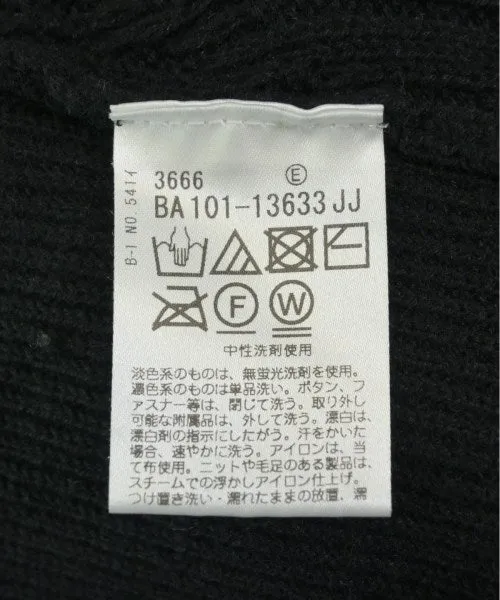 3666 Ⓔ
BA 101-13633 JJ
B-1 NO.5414
F W
中性洗剤使用
淡色系のものは、無蛍光洗剤を使用。
濃色系のものは単品洗い。ボタン、フ
ァスナー等は、閉じて洗う。取り外し
可能な附属品は、外して洗う。漂白は、
漂白剤の指示にしたがう。汗をかいた
場合、速やかに洗う。アイロンは、当
て布使用。ニットや毛足のある製品は、
スチームでの浮かしアイロン仕上げ。
つけ置き洗い・濡れたままの放置、濡